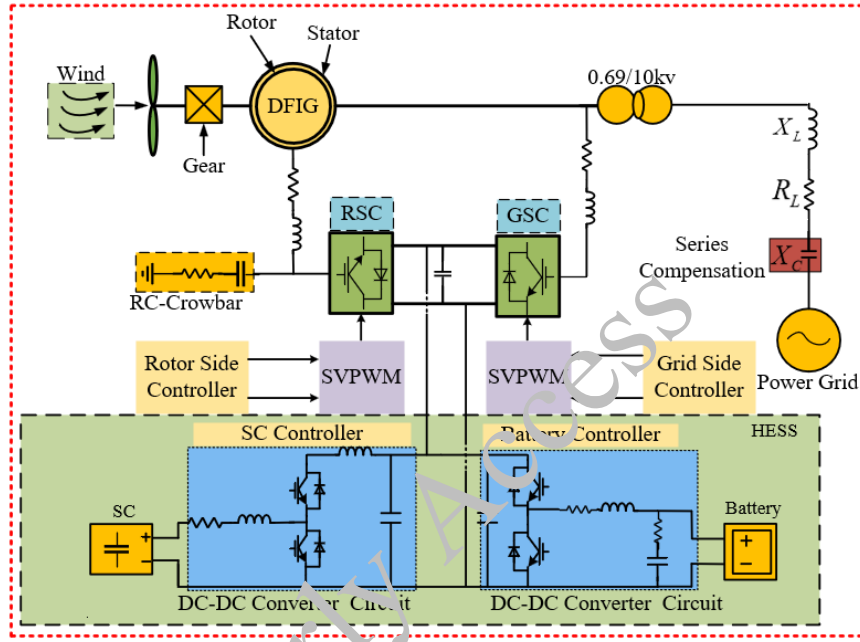 Rotor
Stator
Wind
DFIG
0.69/10kv
Gear
X_L
R_L
RSC
GSC
Series
Compensation
X_C
RC-Crowbar
Rotor Side
Controller
SVPWM
SVPWM
Grid Side
Controller
Power Grid
SC Controller
Battery Controller
HESS
SC
Battery
DC-DC Converter Circuit
DC-DC Converter Circuit
Access